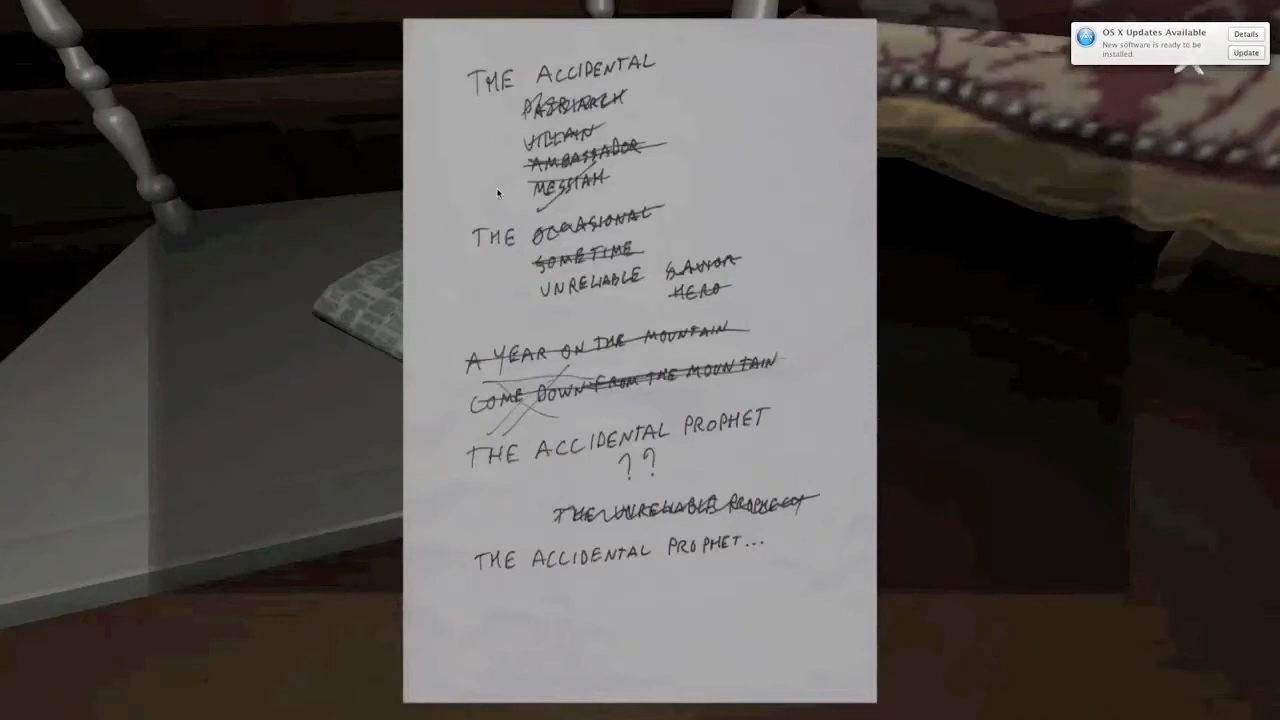 THE ACCIDENTAL
PATRIARCH
VILLAIN
AMBASSADOR
MESSIAH
THE OCCASIONAL
SOMETIME
UNRELIABLE SAVIOR
HERO
A YEAR ON THE MOUNTAIN
COME DOWN FROM THE MOUNTAIN
THE ACCIDENTAL PROPHET
??
THE UNRELIABLE PROPHECY
THE ACCIDENTAL PROPHET...
OS X Updates Available
New software is ready to be
installed.
Details
Update